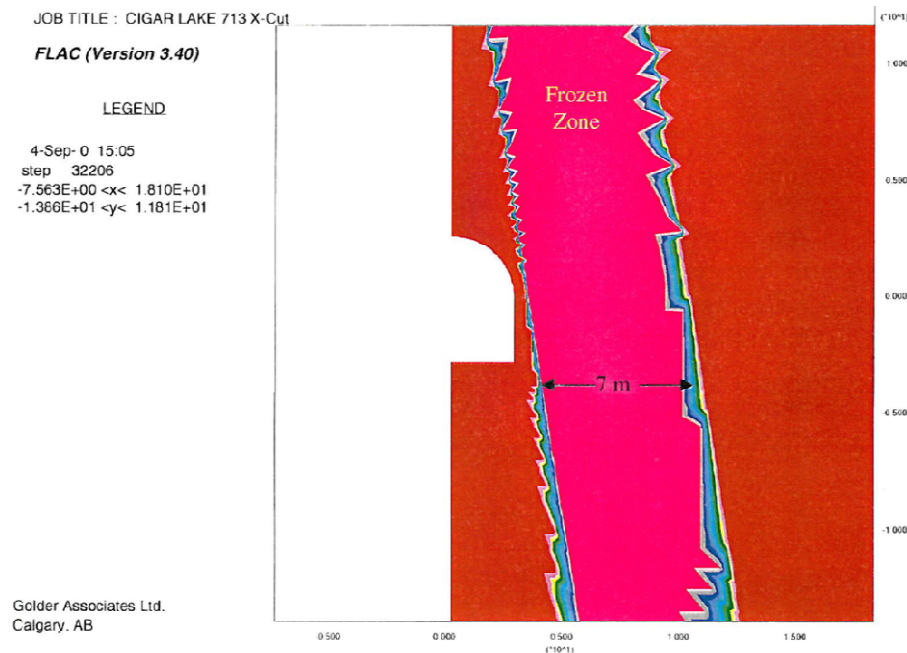 JOB TITLE : CIGAR LAKE 713 X-Cut
FLAC (Version 3.40)
LEGEND
4-Sep- 0 15:05
step 32206
-7.563E+00 <x< 1.810E+01
-1.386E+01 <y< 1.181E+01
Golder Associates Ltd.
Calgary, AB
Frozen
Zone
7 m
(*10^1)
1.000
0.500
0.000
-0.500
-1.000
0.500
0.000
0.500
1.000
1.500
(*10^1)